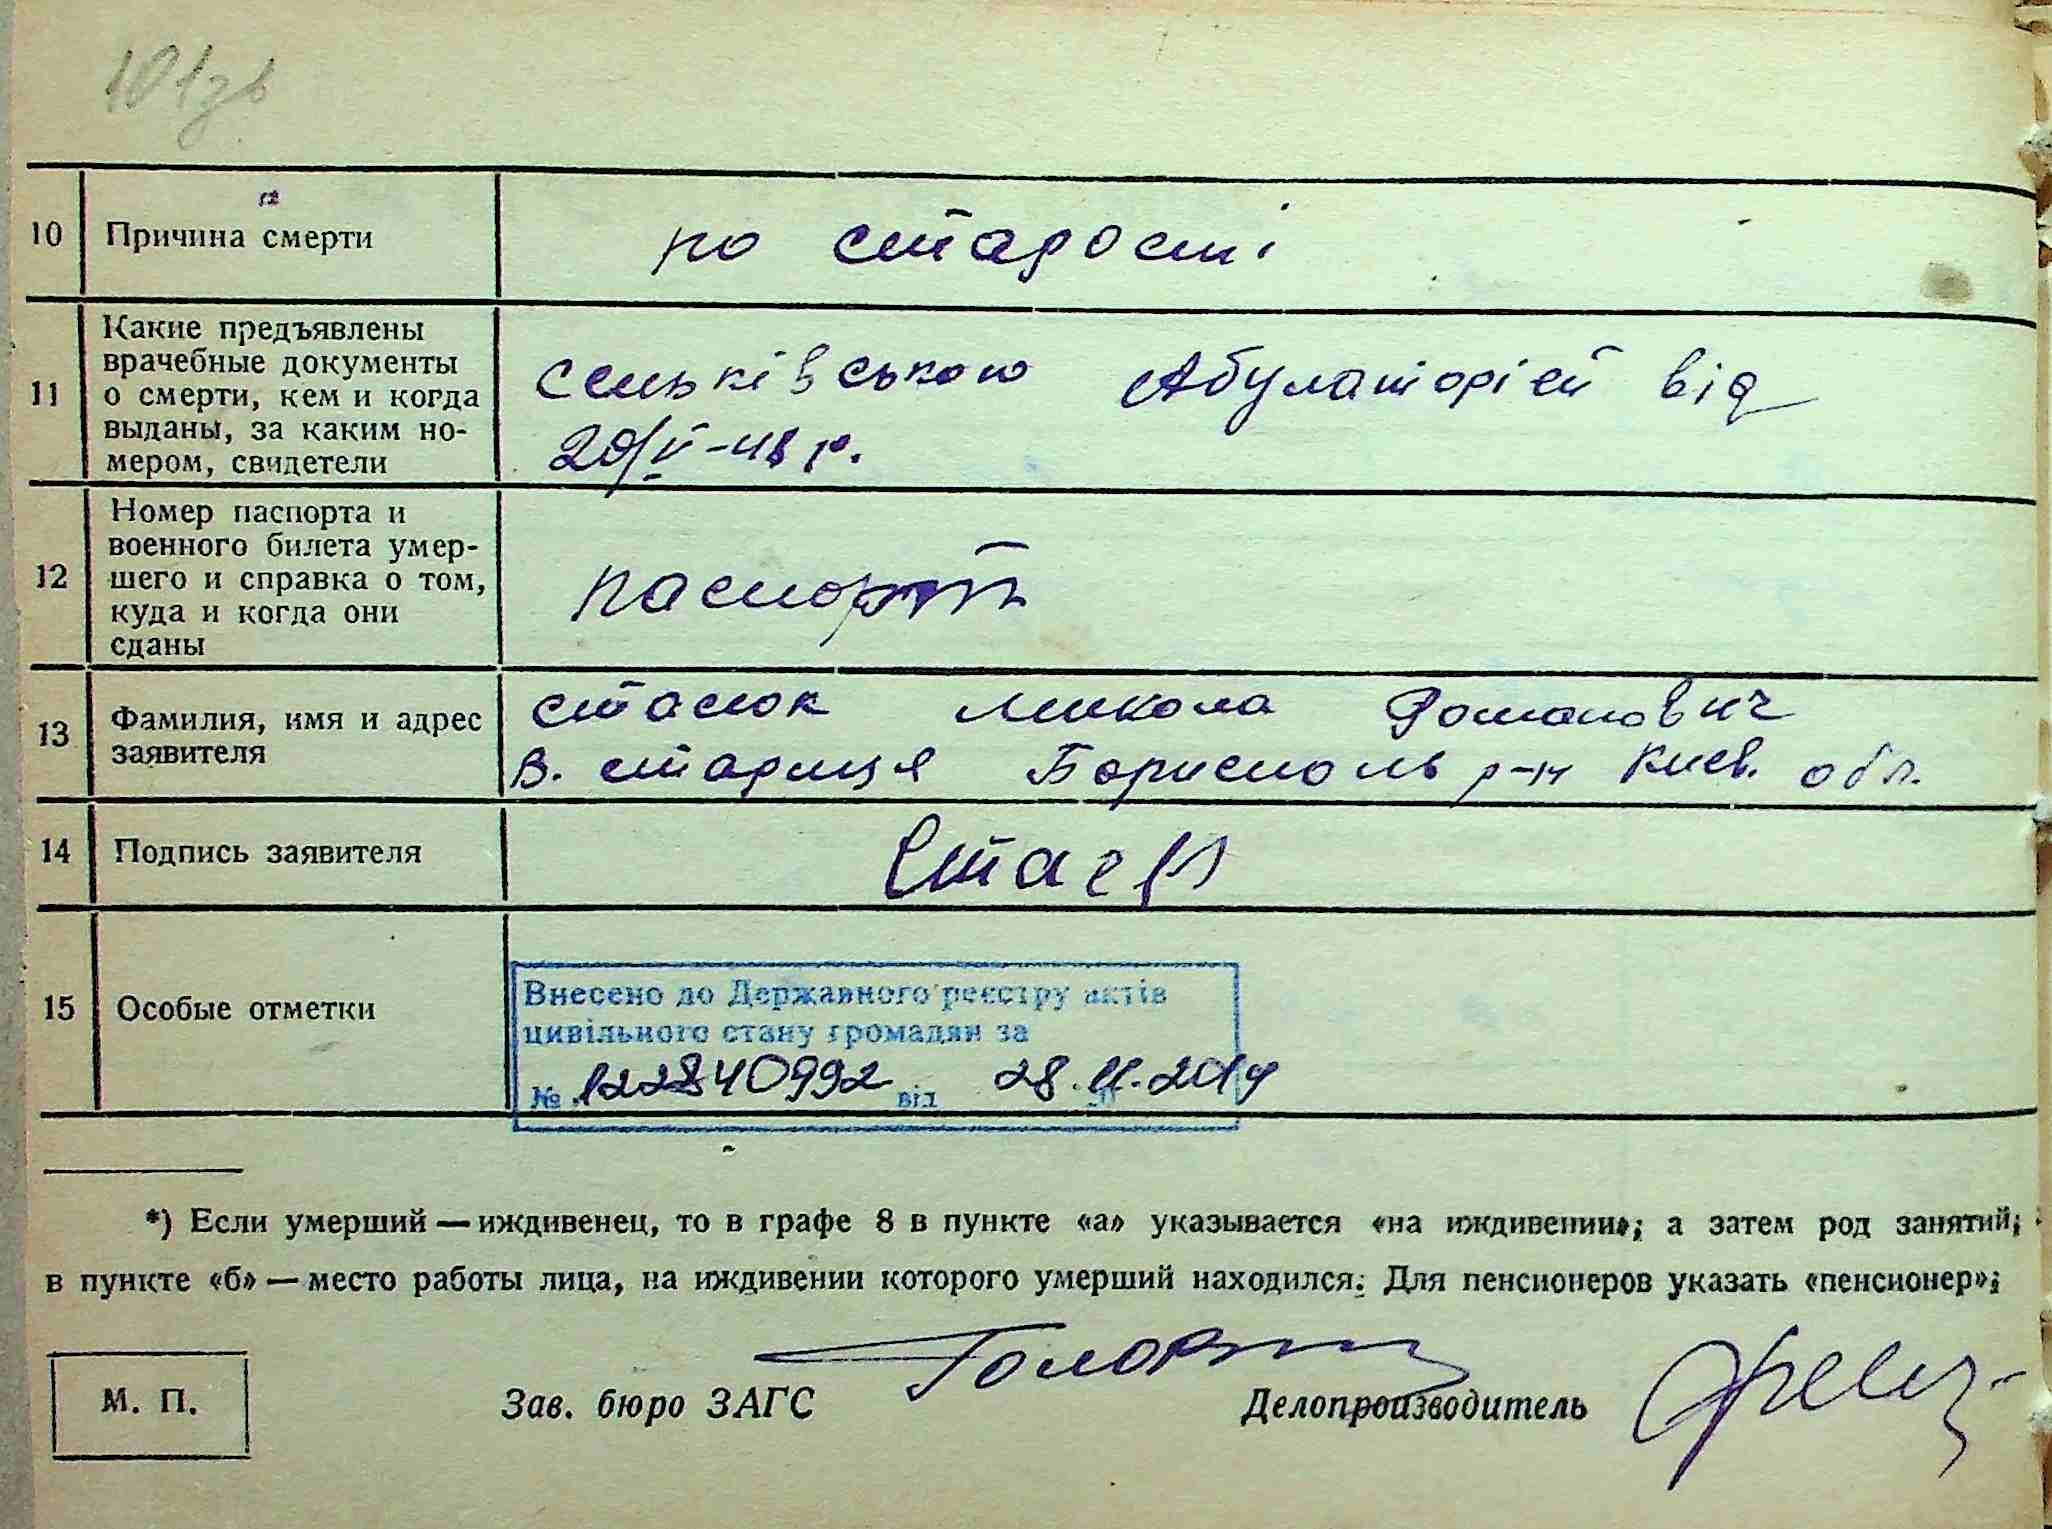 101зв
10 Причина смерти по старості
11 Какие предъявлены
врачебные документы
о смерти, кем и когда
выданы, за каким но-
мером, свидетели
Сеньківською Абулаторієй від
20/V-48 р.
12 Номер паспорта и
военного билета умер-
шего и справка о том,
куда и когда они
сданы
паспорт
13 Фамилия, имя и адрес
заявителя
Стасюк Микола Романович
В. Стариця Бориспіль р-н Киев. обл.
14 Подпись заявителя
15 Особые отметки
Внесено до Державного реєстру актів
цивільного стану громадян за
№ 122840992 від 28.11.2019
*) Если умерший — иждивенец, то в графе 8 в пункте «а» указывается «на иждивении»; а затем род занятий;
в пункте «б» — место работы лица, на иждивении которого умерший находился. Для пенсионеров указать «пенсионер»;
М. П. Зав. бюро ЗАГС Делопроизводитель